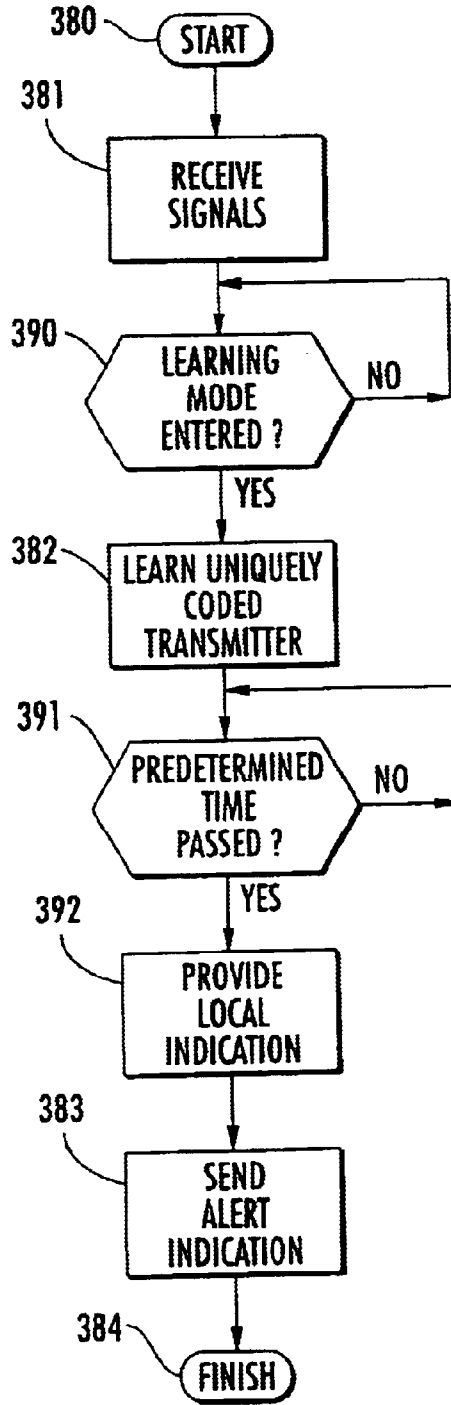 380
START
381
RECEIVE
SIGNALS
390
LEARNING
MODE
ENTERED ?
NO
YES
382
LEARN UNIQUELY
CODED
TRANSMITTER
391
PREDETERMINED
TIME
PASSED ?
NO
YES
392
PROVIDE
LOCAL
INDICATION
383
SEND
ALERT
INDICATION
384
FINISH